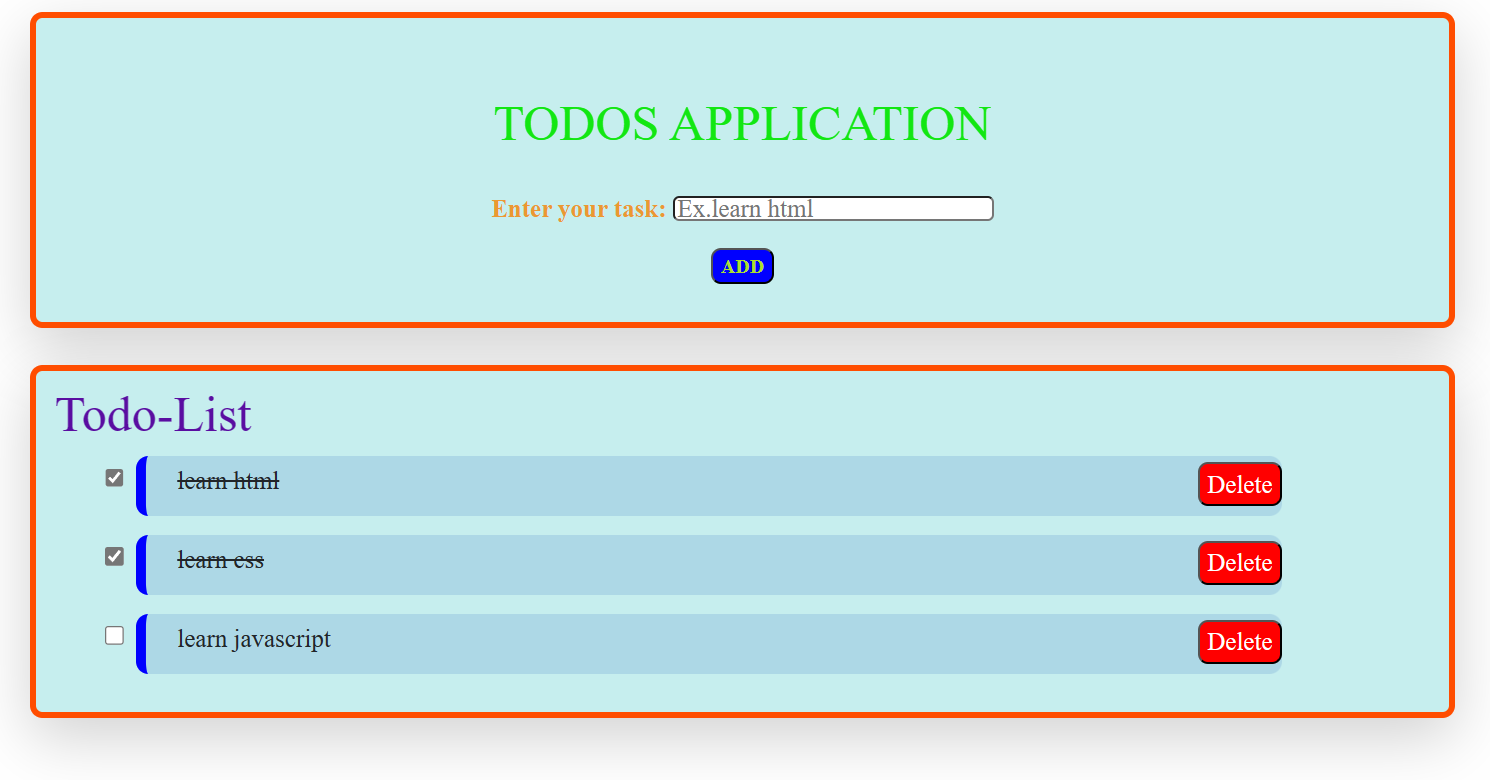 TODOS APPLICATION
Enter your task: Ex.learn html
ADD
Todo-List
learn html Delete
learn css Delete
learn javascript Delete